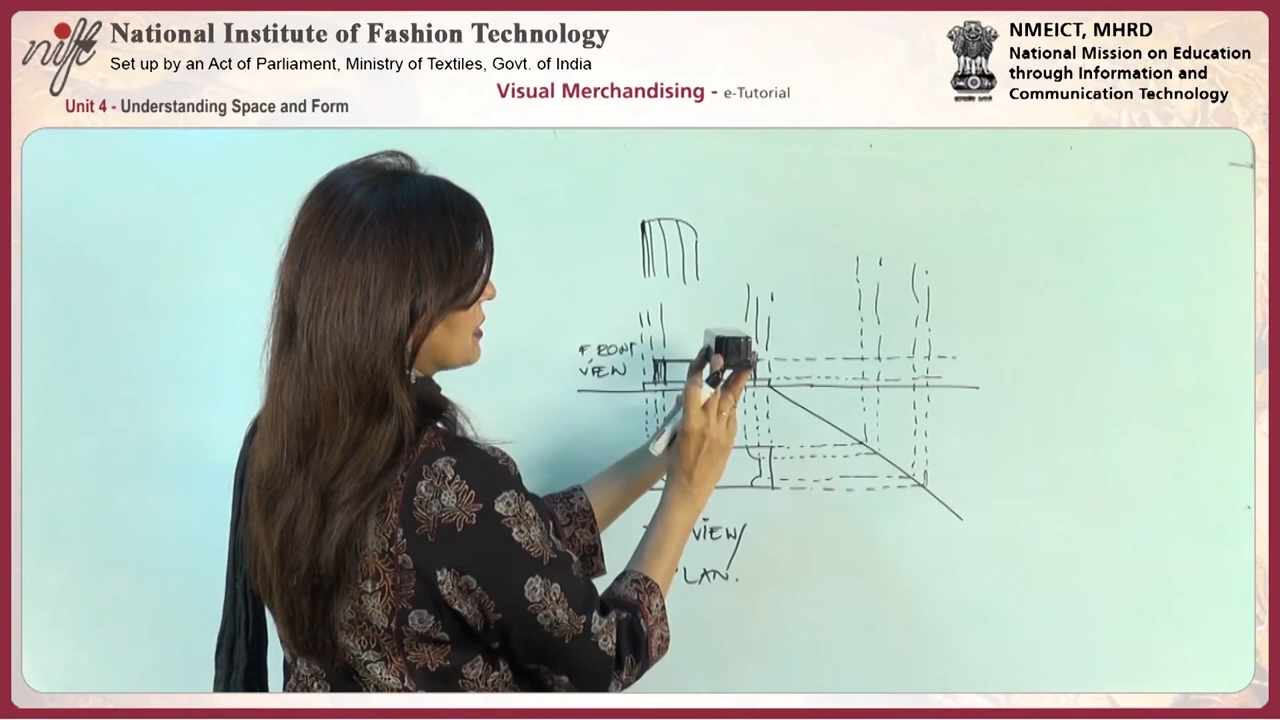 nift
National Institute of Fashion Technology
Set up by an Act of Parliament, Ministry of Textiles, Govt. of India
Unit 4 - Understanding Space and Form
Visual Merchandising - e-Tutorial
NMEICT, MHRD
National Mission on Education
through Information and
Communication Technology
FRONT
VIEW
VIEW/
LAN.